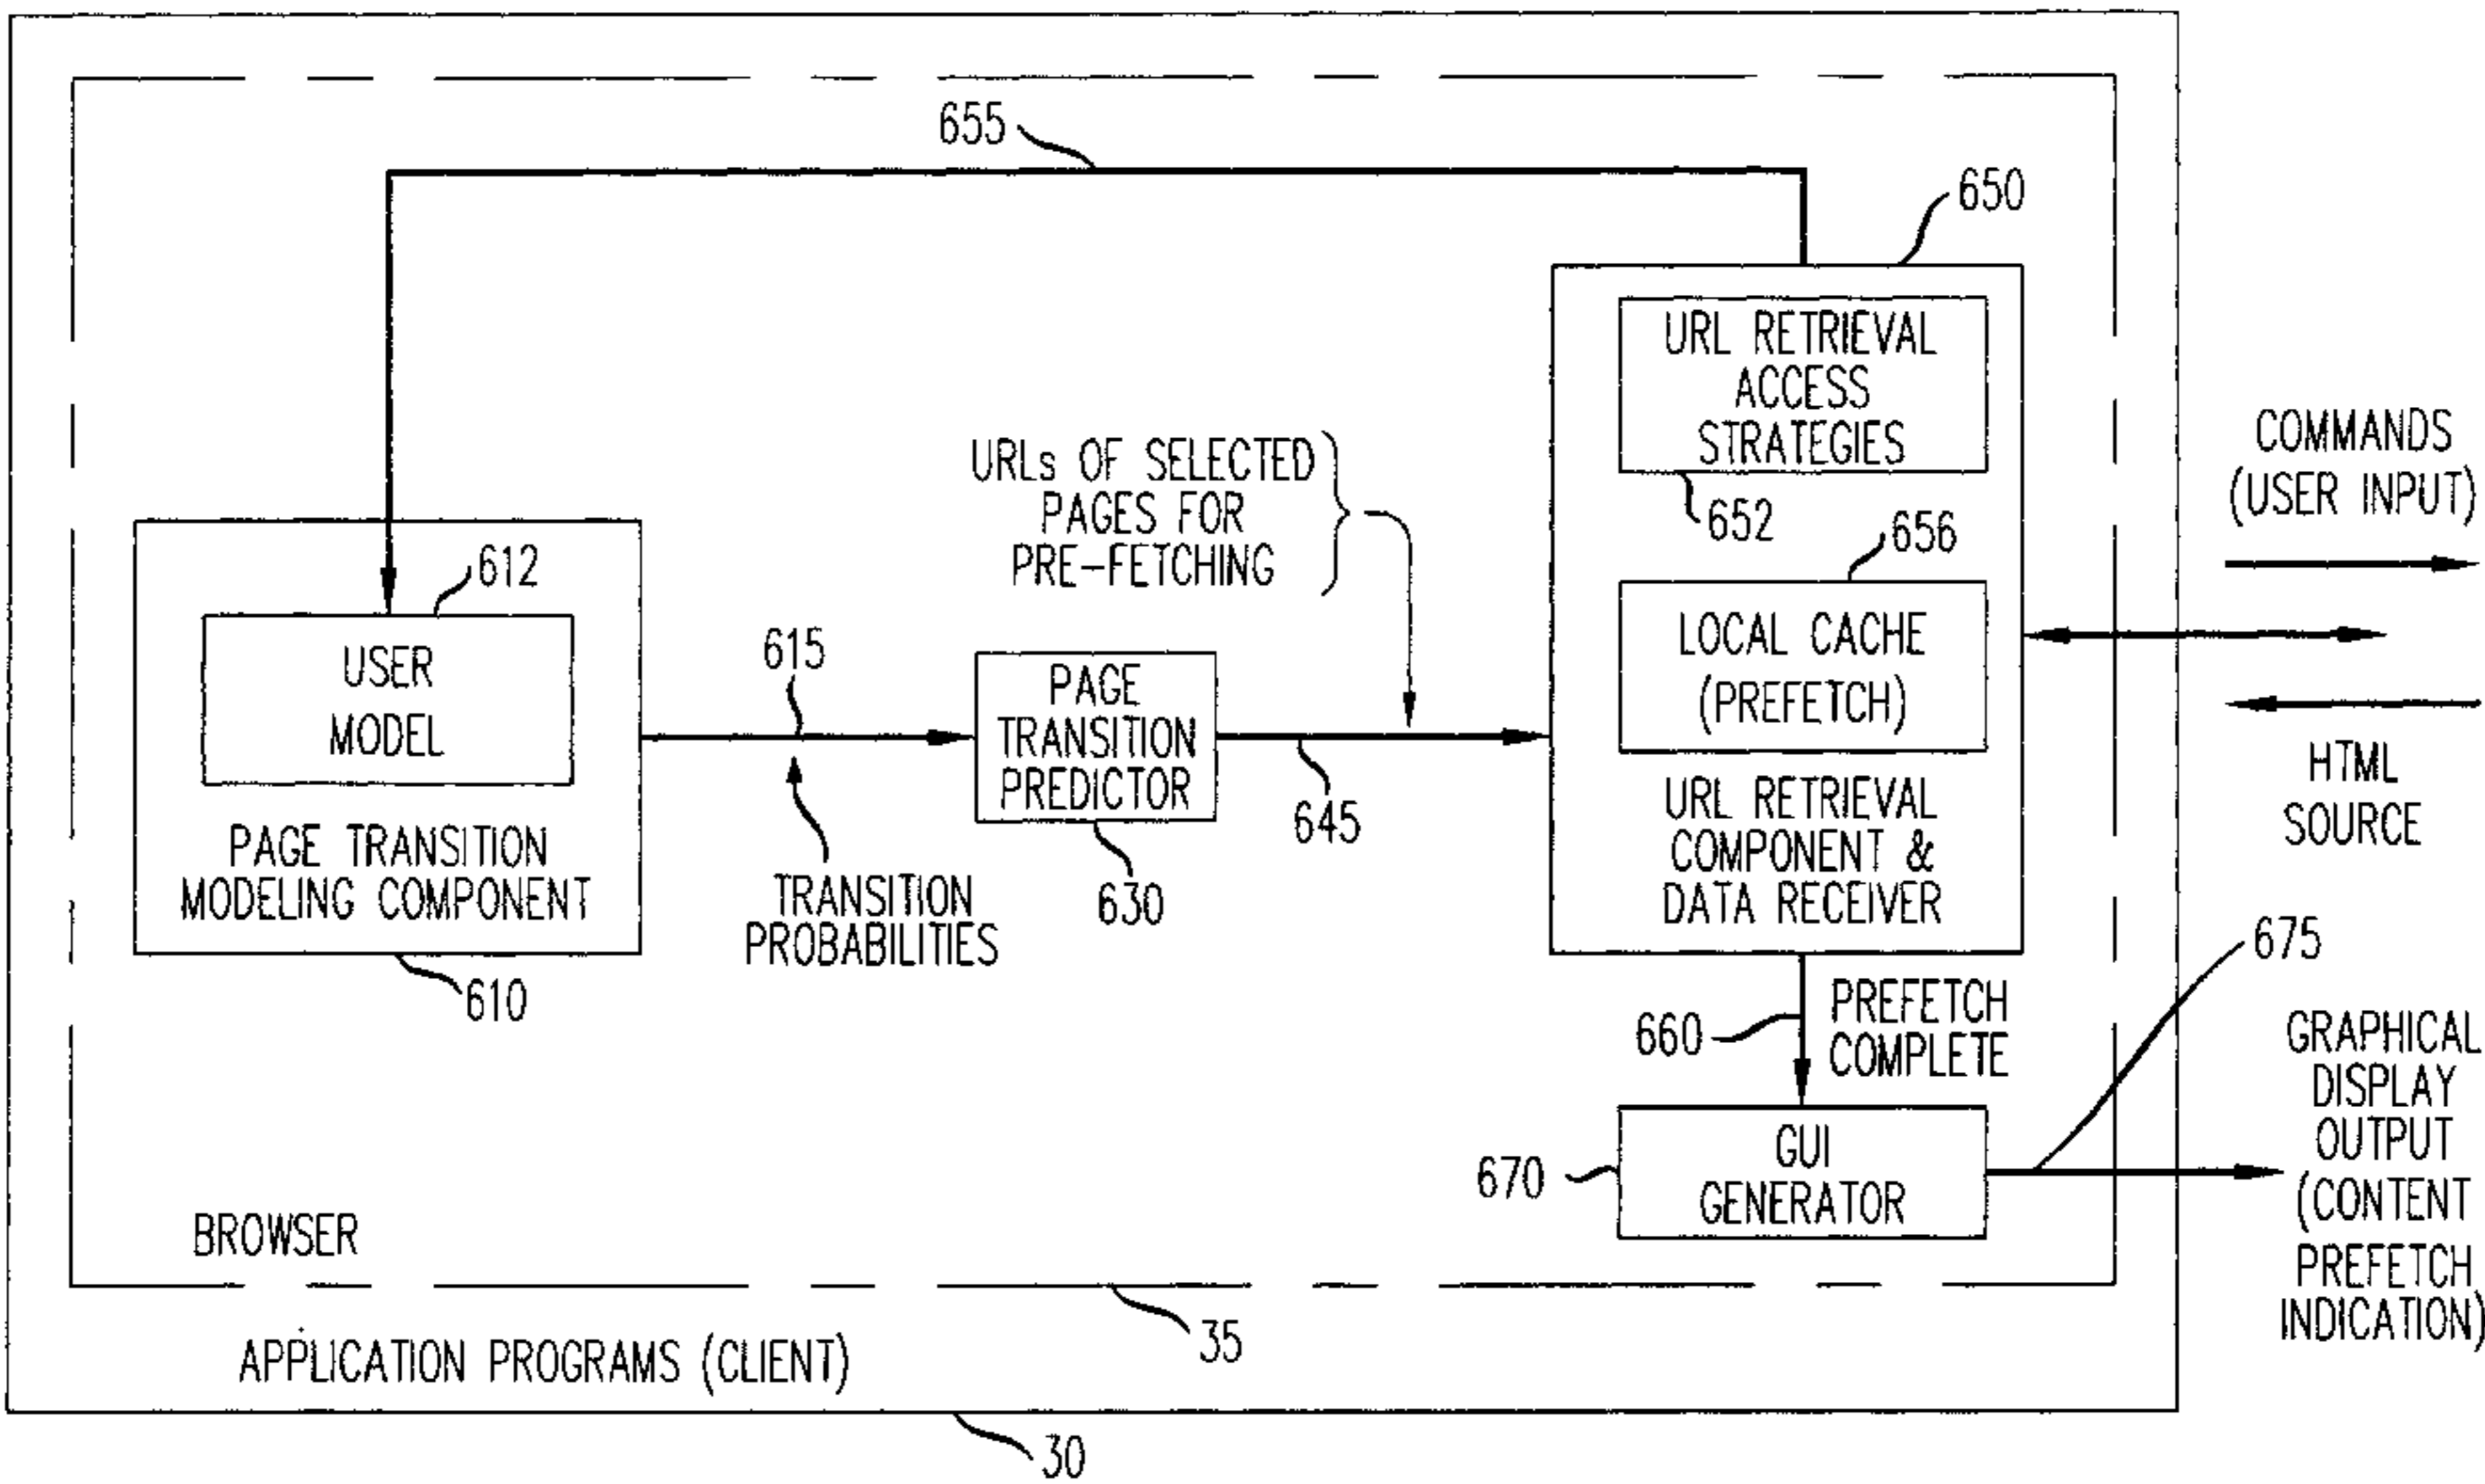 655
650
URL RETRIEVAL
ACCESS
STRATEGIES
652
656
LOCAL CACHE
(PREFETCH)
URL RETRIEVAL
COMPONENT &
DATA RECEIVER
COMMANDS
(USER INPUT)
HTML
SOURCE
URLs OF SELECTED
PAGES FOR
PRE-FETCHING
612
USER
MODEL
PAGE TRANSITION
MODELING COMPONENT
610
615
TRANSITION
PROBABILITIES
PAGE
TRANSITION
PREDICTOR
630
645
660
PREFETCH
COMPLETE
675
670
GUI
GENERATOR
GRAPHICAL
DISPLAY
OUTPUT
(CONTENT
PREFETCH
INDICATION)
BROWSER
35
APPLICATION PROGRAMS (CLIENT)
30